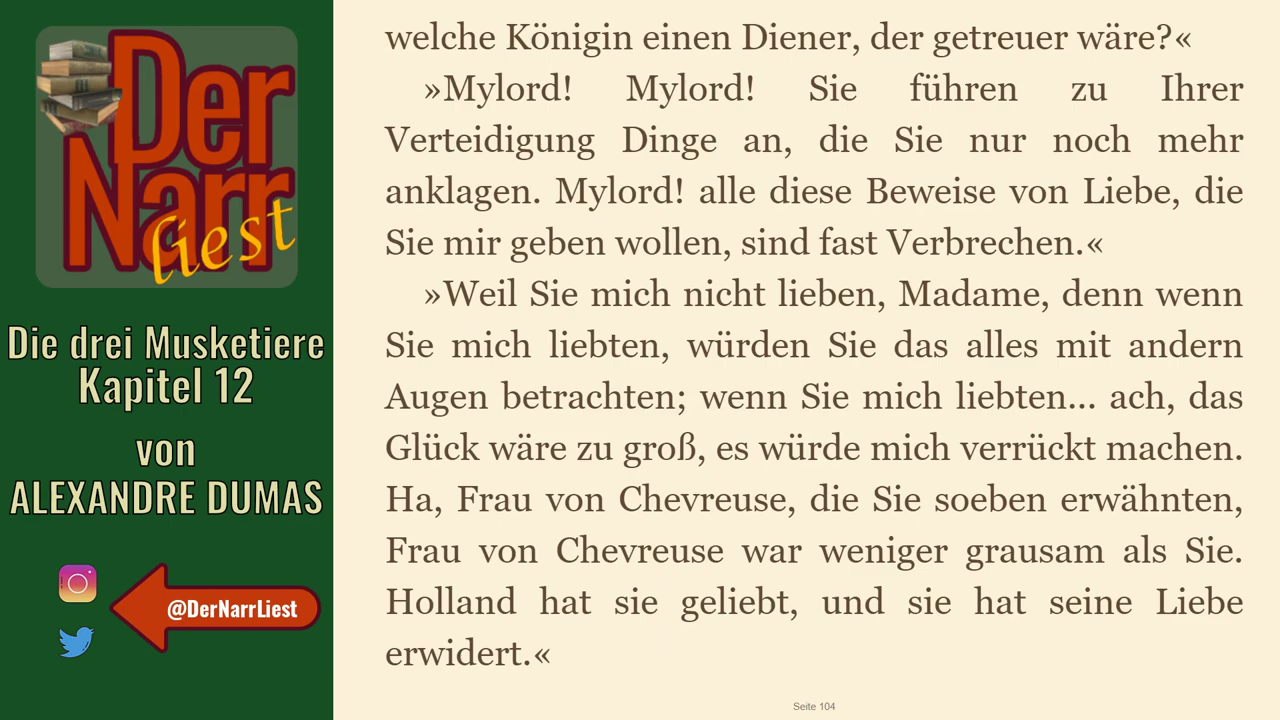 Der
Narr
liest
Die drei Musketiere
Kapitel 12
von
ALEXANDRE DUMAS
@DerNarrLiest
welche Königin einen Diener, der getreuer wäre?«
»Mylord! Mylord! Sie führen zu Ihrer
Verteidigung Dinge an, die Sie nur noch mehr
anklagen. Mylord! alle diese Beweise von Liebe, die
Sie mir geben wollen, sind fast Verbrechen.«
»Weil Sie mich nicht lieben, Madame, denn wenn
Sie mich liebten, würden Sie das alles mit andern
Augen betrachten; wenn Sie mich liebten... ach, das
Glück wäre zu groß, es würde mich verrückt machen.
Ha, Frau von Chevreuse, die Sie soeben erwähnten,
Frau von Chevreuse war weniger grausam als Sie.
Holland hat sie geliebt, und sie hat seine Liebe
erwidert.«
Seite 104